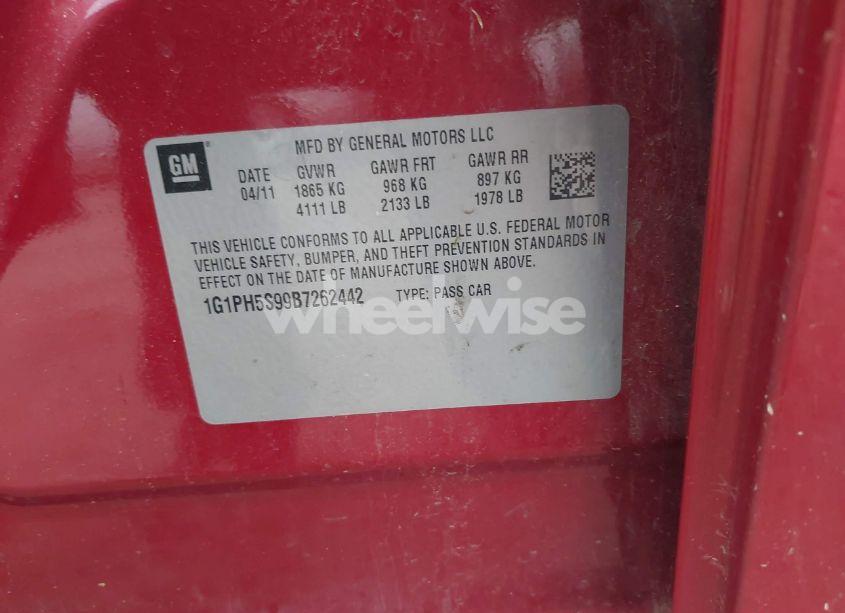 GM
MFD BY GENERAL MOTORS LLC
DATE GVWR GAWR FRT GAWR RR
04/11 1865 KG 968 KG 897 KG
4111 LB 2133 LB 1978 LB
THIS VEHICLE CONFORMS TO ALL APPLICABLE U.S. FEDERAL MOTOR
VEHICLE SAFETY, BUMPER, AND THEFT PREVENTION STANDARDS IN
EFFECT ON THE DATE OF MANUFACTURE SHOWN ABOVE.
1G1PH5S99B7262442 TYPE: PASS CAR
wheelwise